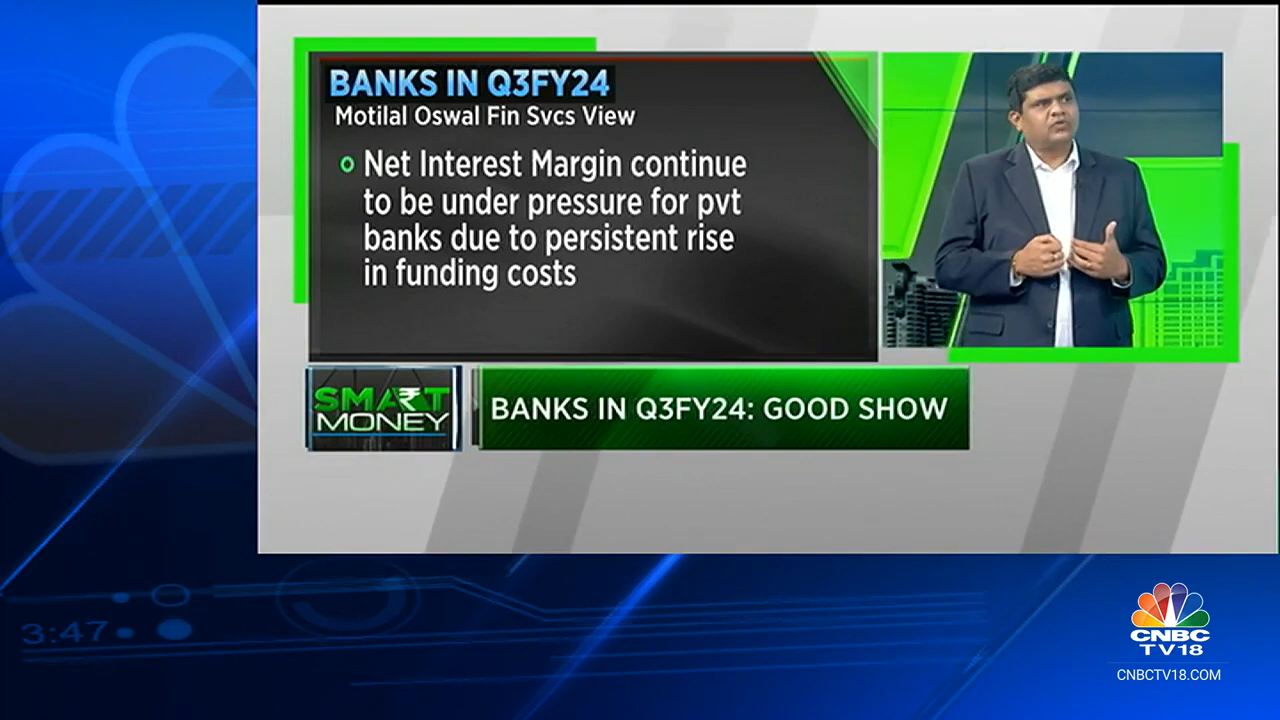 BANKS IN Q3FY24
Motilal Oswal Fin Svcs View
Net Interest Margin continue
to be under pressure for pvt
banks due to persistent rise
in funding costs
SMA₹T
MONEY
BANKS IN Q3FY24: GOOD SHOW
3:47
CNBC
TV18
CNBCTV18.COM